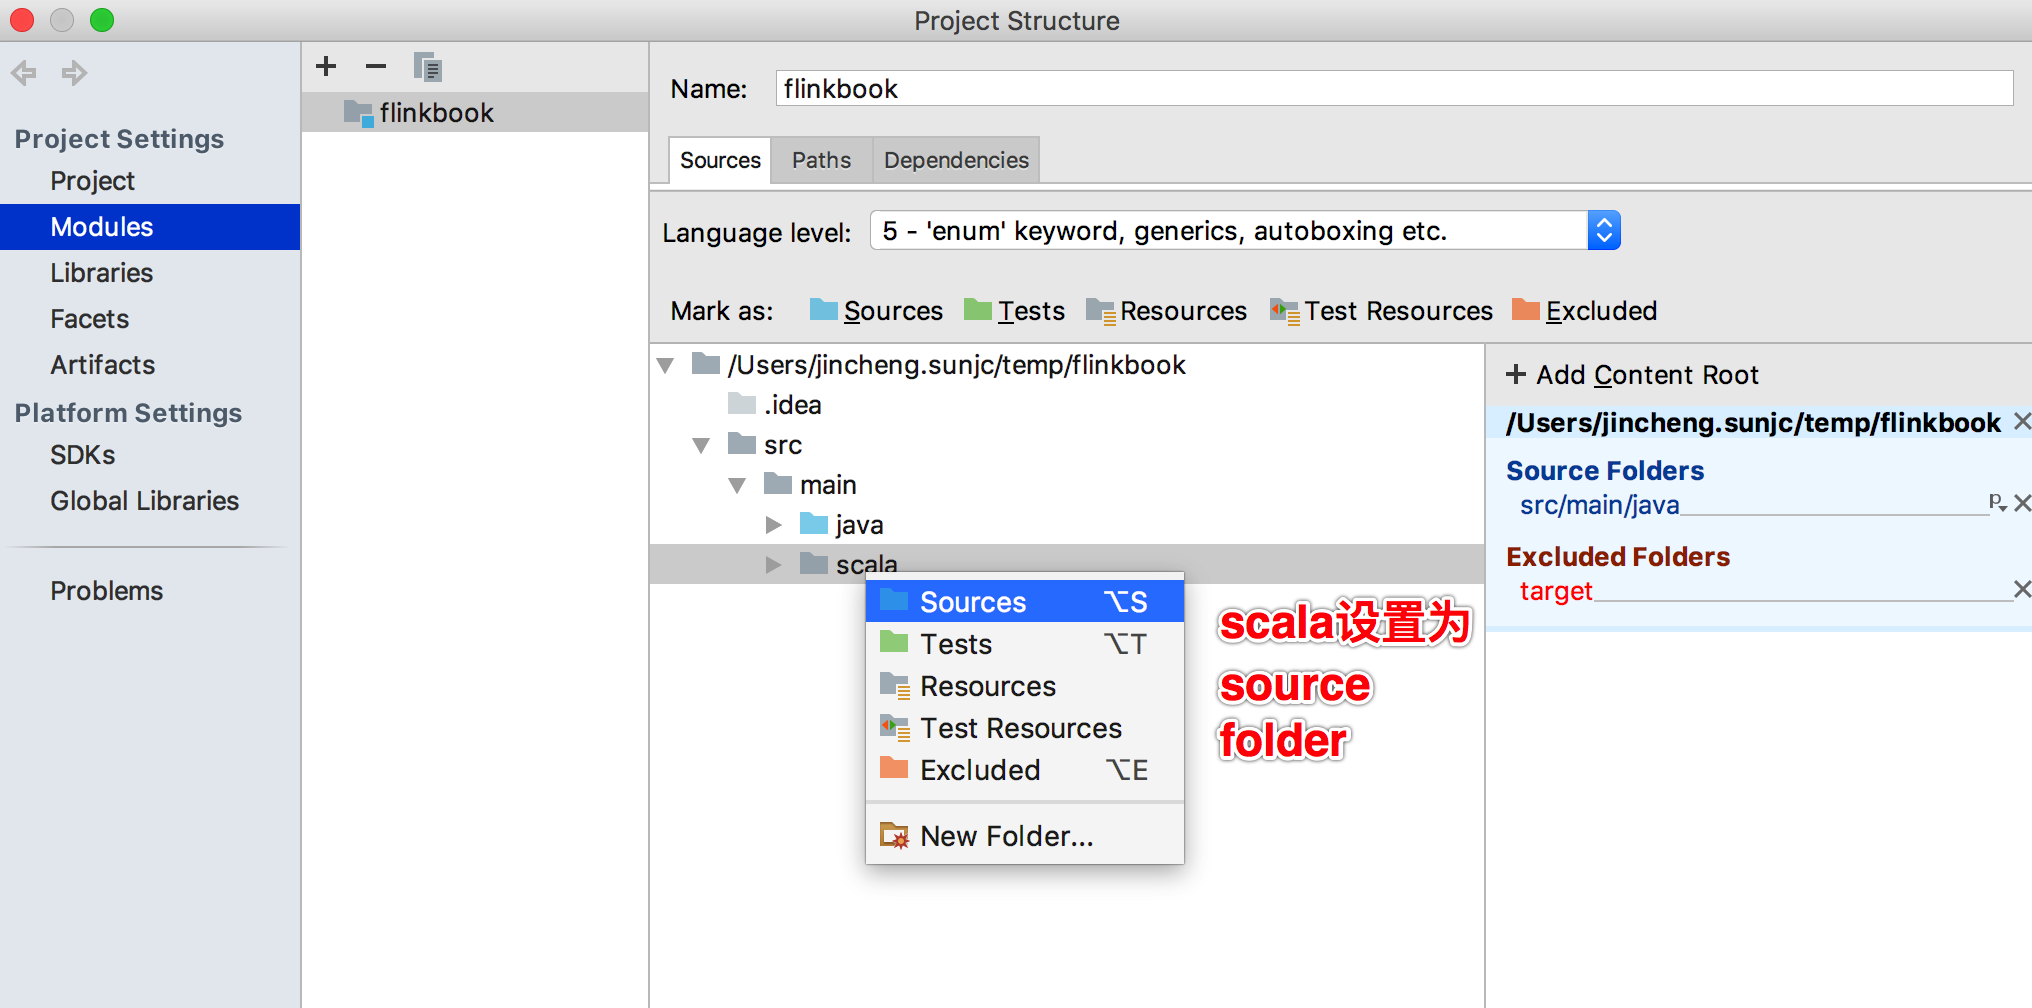 Project Structure
Project Settings
Project
Modules
Libraries
Facets
Artifacts
Platform Settings
SDKs
Global Libraries
Problems
flinkbook
Name: flinkbook
Sources Paths Dependencies
Language level: 5 - 'enum' keyword, generics, autoboxing etc.
Mark as: Sources Tests Resources Test Resources Excluded
/Users/jincheng.sunjc/temp/flinkbook
.idea
src
main
java
scala
Sources ⌥S
Tests ⌥T
Resources
Test Resources
Excluded ⌥E
New Folder...
scala设置为
source
folder
+ Add Content Root
/Users/jincheng.sunjc/temp/flinkbook
Source Folders
src/main/java
Excluded Folders
target